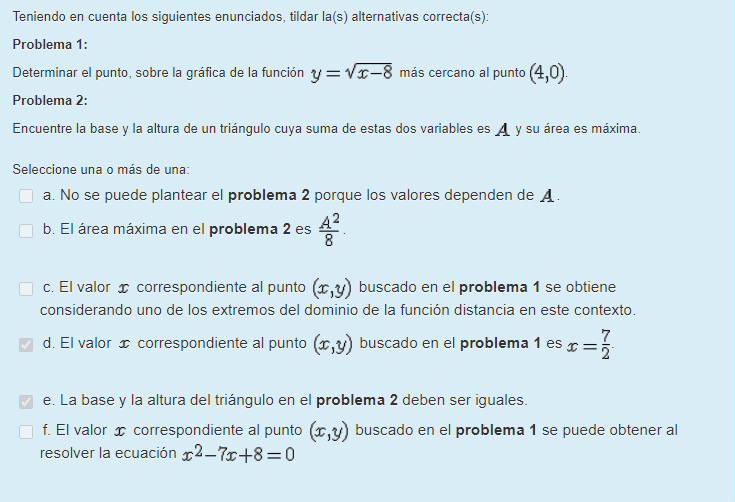 Teniendo en cuenta los siguientes enunciados, tildar la(s) alternativas correcta(s):
Problema 1:
Determinar el punto, sobre la gráfica de la función y = √x−8 más cercano al punto (4,0).
Problema 2:
Encuentre la base y la altura de un triángulo cuya suma de estas dos variables es A y su área es máxima.
Seleccione una o más de una:
a. No se puede plantear el problema 2 porque los valores dependen de A.
b. El área máxima en el problema 2 es A²/8.
c. El valor x correspondiente al punto (x,y) buscado en el problema 1 se obtiene
considerando uno de los extremos del dominio de la función distancia en este contexto.
d. El valor x correspondiente al punto (x,y) buscado en el problema 1 es x = 7/2.
e. La base y la altura del triángulo en el problema 2 deben ser iguales.
f. El valor x correspondiente al punto (x,y) buscado en el problema 1 se puede obtener al
resolver la ecuación x²−7x+8=0